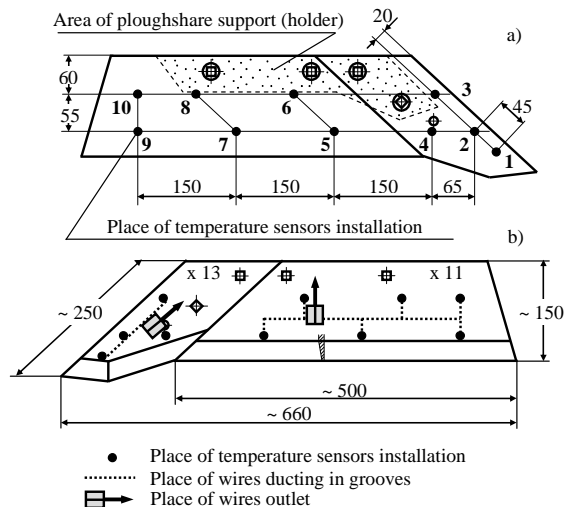 Area of ploughshare support (holder)
20
a)
60
55
10
8
6
3
45
9
7
5
4
2
1
150
150
150
65
Place of temperature sensors installation
b)
x 13
x 11
~ 250
~ 150
~ 500
~ 660
Place of temperature sensors installation
Place of wires ducting in grooves
Place of wires outlet